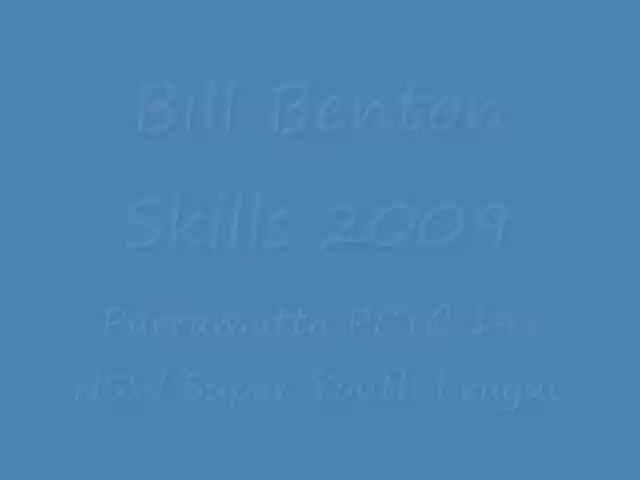 Bill Benton
Skills 2009
Parramatta PCYC
NSW Super Youth League